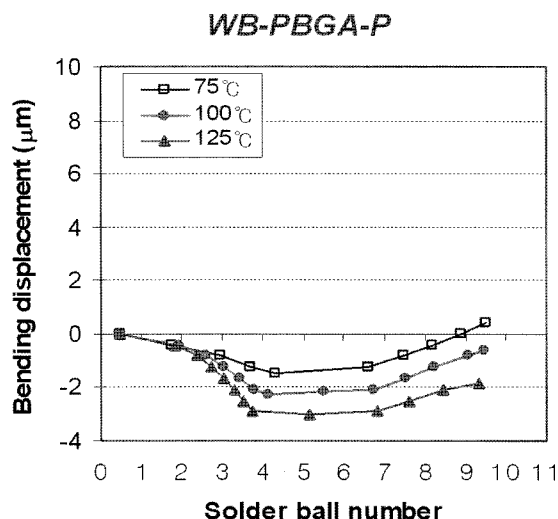 WB-PBGA-P
Bending displacement (μm)
10
8
6
4
2
0
-2
-4
75℃
100℃
125℃
0 1 2 3 4 5 6 7 8 9 10 11
Solder ball number